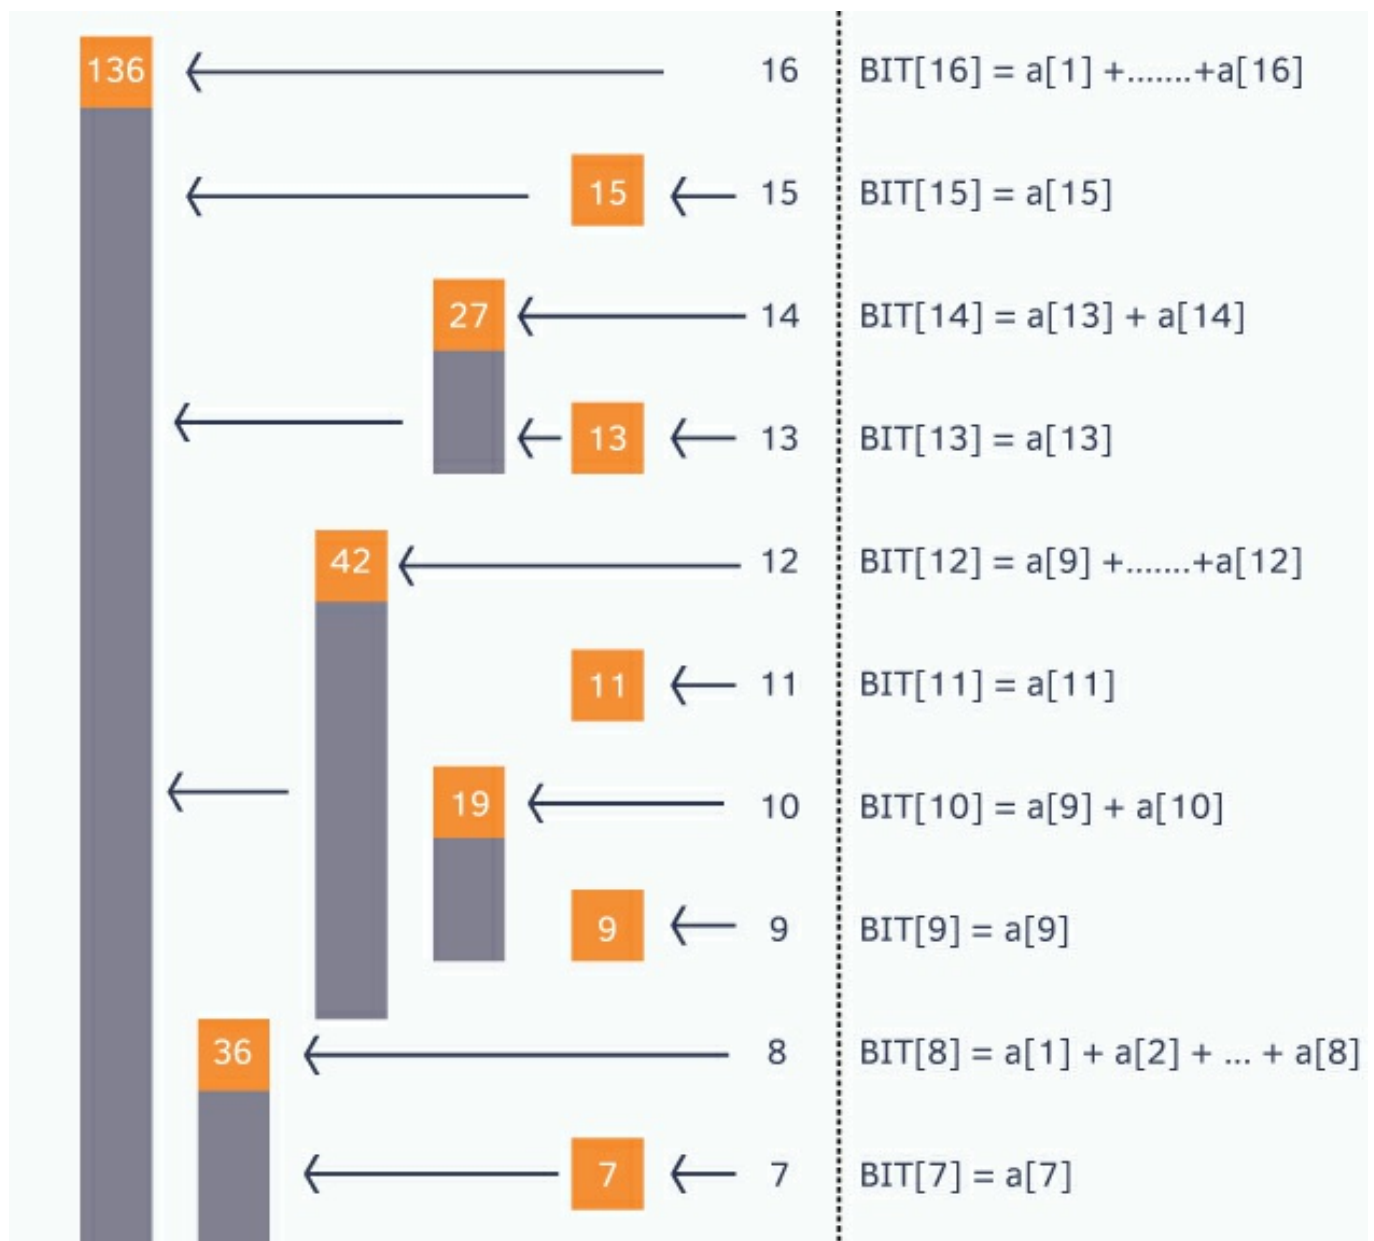 136 16 BIT[16] = a[1] +.......+a[16]
15 15 BIT[15] = a[15]
27 14 BIT[14] = a[13] + a[14]
13 13 BIT[13] = a[13]
42 12 BIT[12] = a[9] +.......+a[12]
11 11 BIT[11] = a[11]
19 10 BIT[10] = a[9] + a[10]
9 9 BIT[9] = a[9]
36 8 BIT[8] = a[1] + a[2] + ... + a[8]
7 7 BIT[7] = a[7]